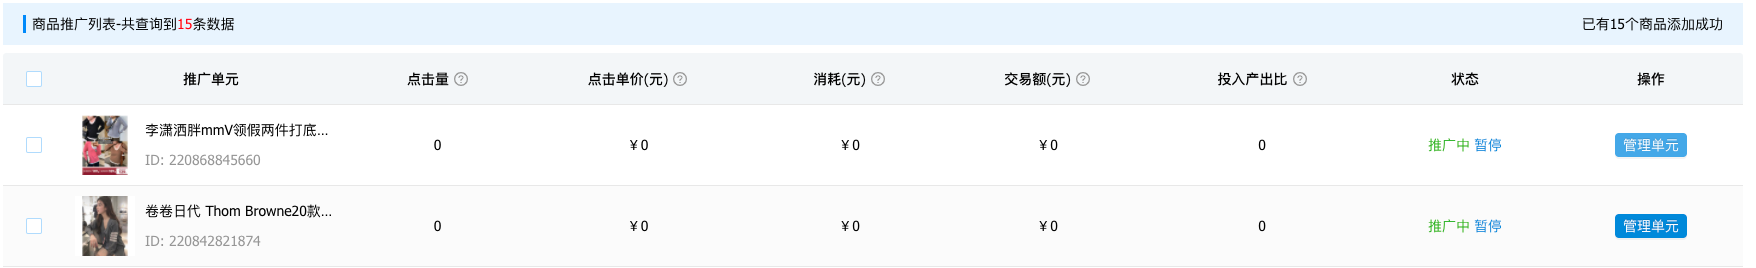 商品推广列表-共查询到15条数据 已有15个商品添加成功
推广单元 点击量 点击单价(元) 消耗(元) 交易额(元) 投入产出比 状态 操作
李潇洒胖mmV领假两件打底...
ID: 220868845660
0 ¥0 ¥0 ¥0 0 推广中 暂停 管理单元
卷卷日代 Thom Browne20款...
ID: 220842821874
0 ¥0 ¥0 ¥0 0 推广中 暂停 管理单元